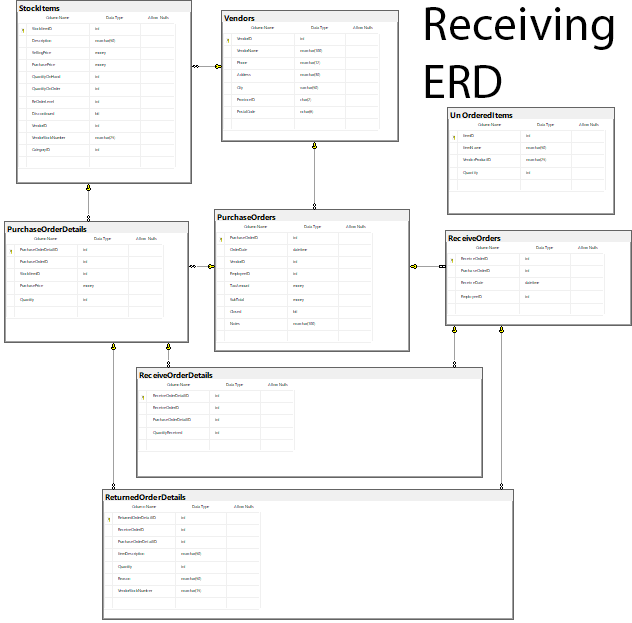 Receiving
ERD
StockItems
Column Name Data Type Allow Nulls
StockItemID int
Description nvarchar(60)
SellingPrice money
PurchasePrice money
QuantityOnHand int
QuantityOnOrder int
ReOrderLevel int
Discontinued bit
VendorID int
VendorStockNumber nvarchar(25)
CategoryID int
Vendors
Column Name Data Type Allow Nulls
VendorID int
VendorName nvarchar(100)
Phone nvarchar(12)
Address nvarchar(30)
City nvarchar(50)
ProvinceID char(2)
PostalCode nchar(6)
UnOrderedItems
Column Name Data Type Allow Nulls
ItemID int
ItemName nvarchar(50)
VendorProductID nvarchar(25)
Quantity int
PurchaseOrderDetails
Column Name Data Type Allow Nulls
PurchaseOrderDetailID int
PurchaseOrderID int
StockItemID int
PurchasePrice money
Quantity int
PurchaseOrders
Column Name Data Type Allow Nulls
PurchaseOrderID int
OrderDate datetime
VendorID int
EmployeeID int
TaxAmount money
SubTotal money
Closed bit
Notes nvarchar(100)
ReceiveOrders
Column Name Data Type Allow Nulls
ReceiveOrderID int
PurchaseOrderID int
ReceiveDate datetime
EmployeeID int
ReceiveOrderDetails
Column Name Data Type Allow Nulls
ReceiveOrderDetailID int
ReceiveOrderID int
PurchaseOrderDetailID int
QuantityReceived int
ReturnedOrderDetails
Column Name Data Type Allow Nulls
ReturnedOrderDetailID int
ReceiveOrderID int
PurchaseOrderDetailID int
ItemDescription nvarchar(50)
Quantity int
Reason nvarchar(50)
VendorStockNumber nvarchar(15)